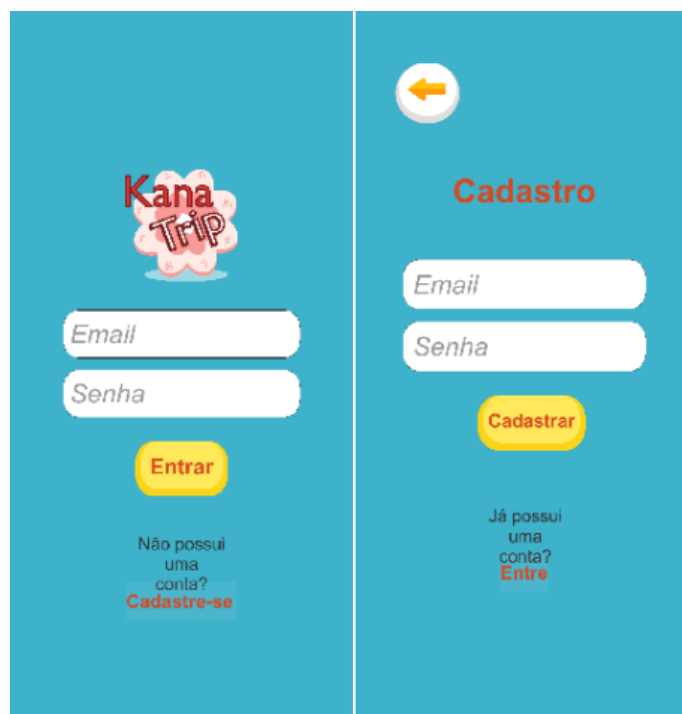 Kana
Trip
Email
Senha
Entrar
Não possui
uma
conta?
Cadastre-se
Cadastro
Email
Senha
Cadastrar
Já possui
uma
conta?
Entre